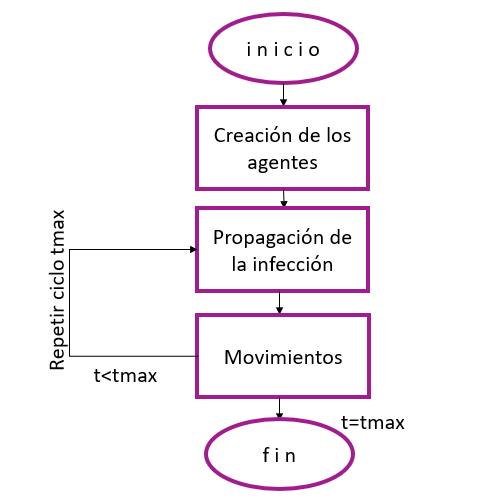 inicio
Creación de los
agentes
Propagación de
la infección
Repetir ciclo tmax
Movimientos
t<tmax
t=tmax
fin